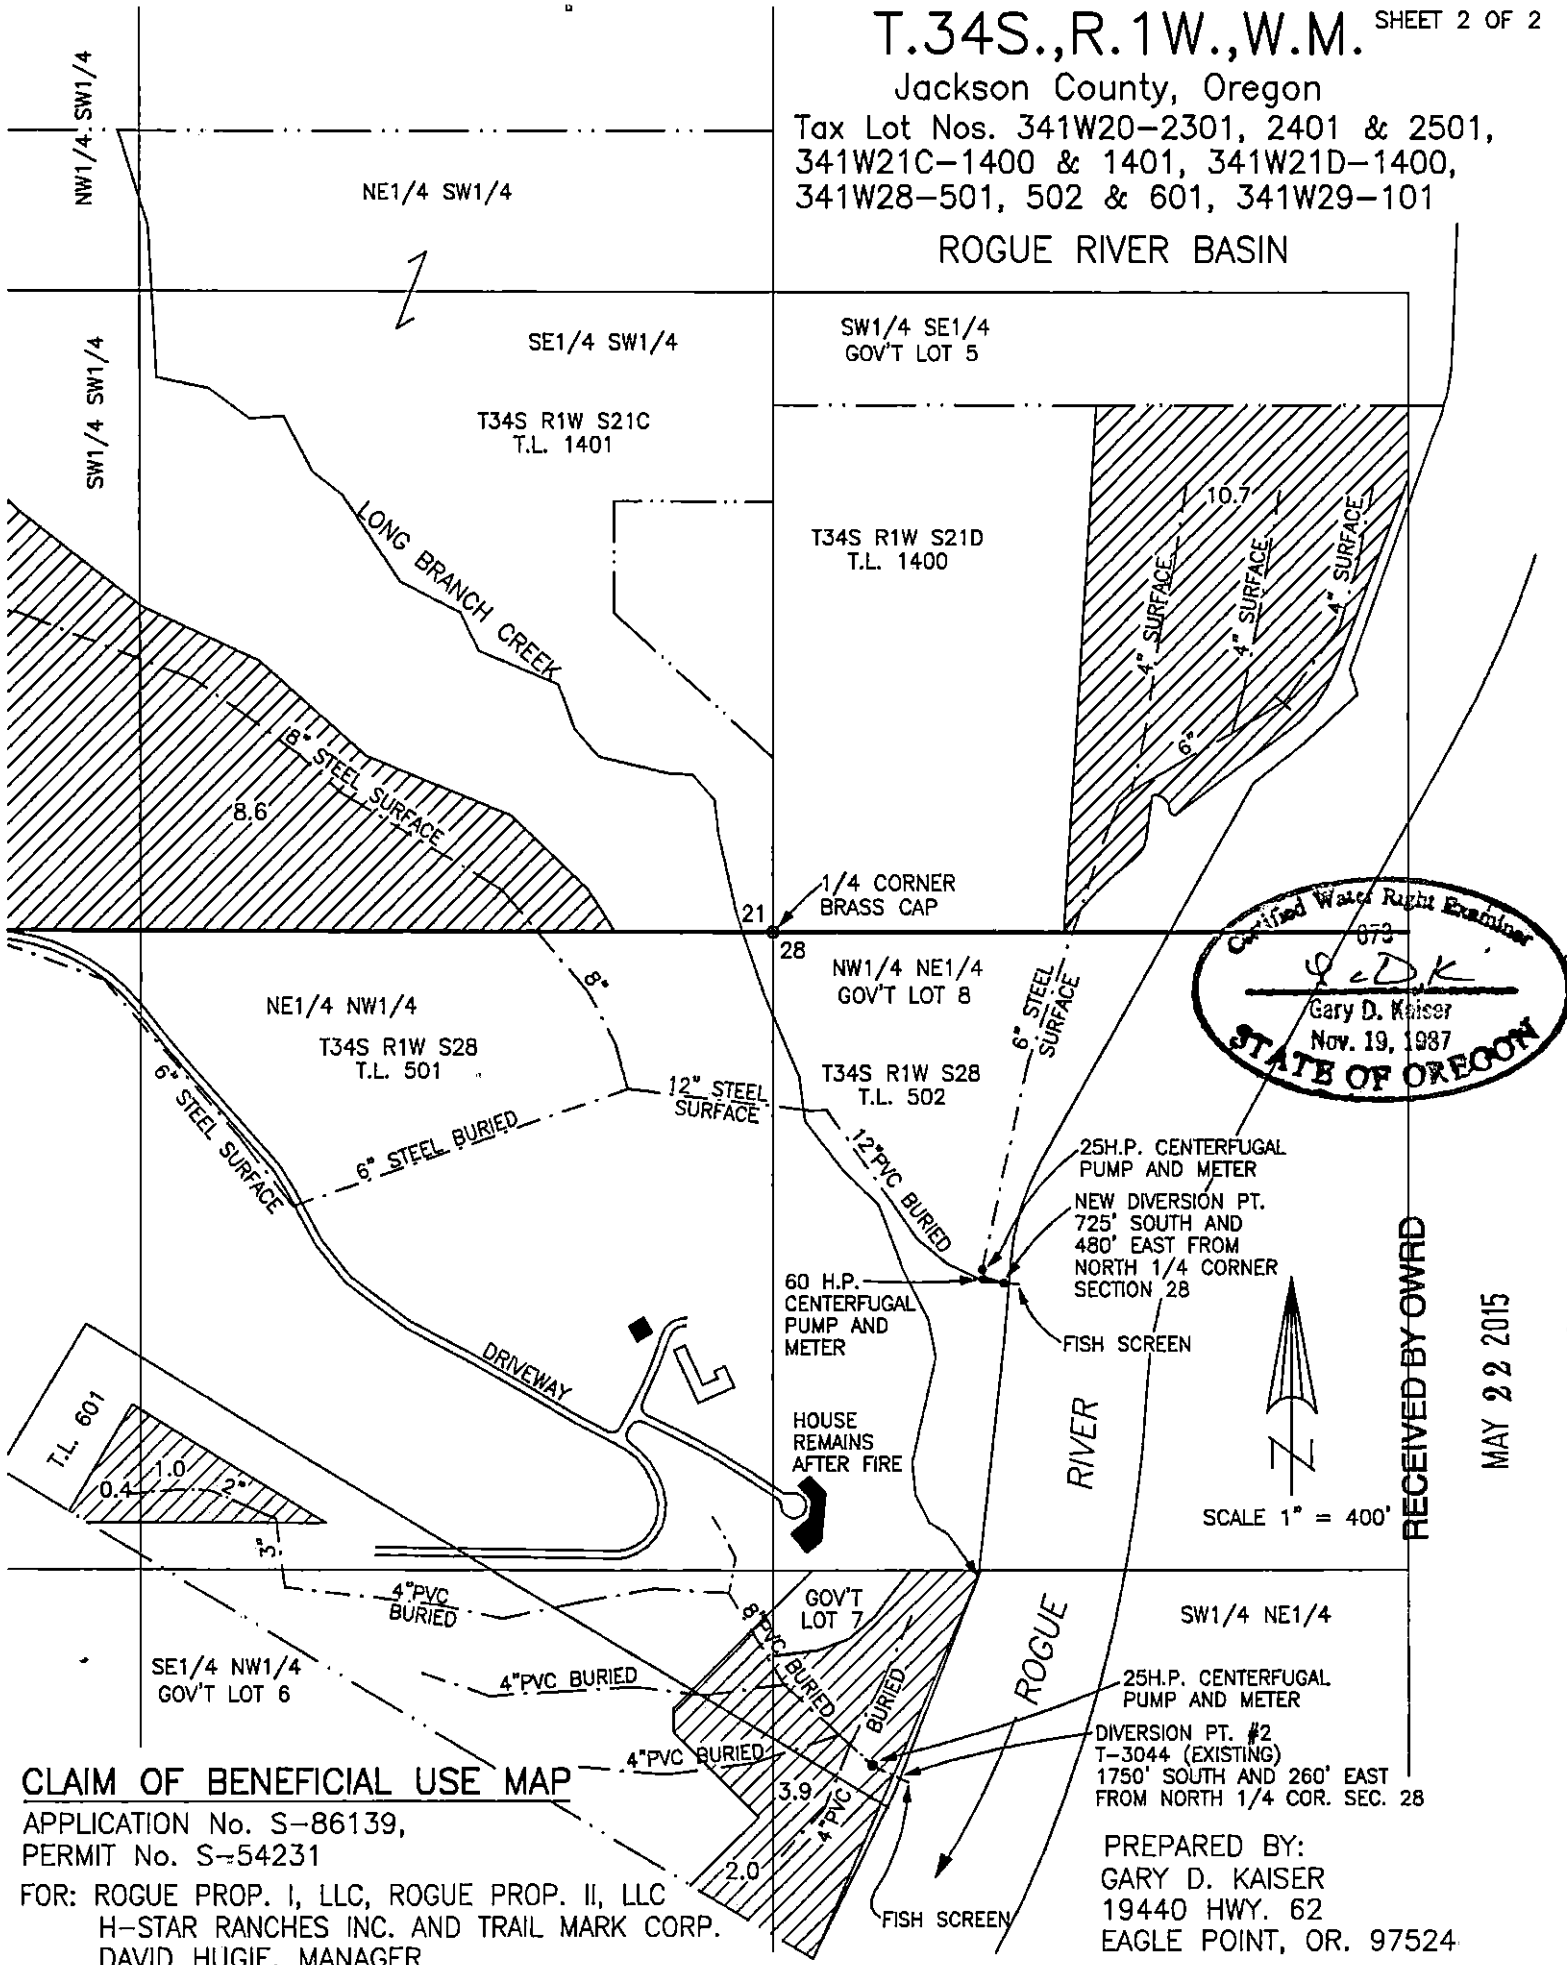 SHEET 2 OF 2
T.34S.,R.1W.,W.M.
Jackson County, Oregon
Tax Lot Nos. 341W20-2301, 2401 & 2501,
341W21C-1400 & 1401, 341W21D-1400,
341W28-501, 502 & 601, 341W29-101
ROGUE RIVER BASIN
NW1/4 SW1/4
NE1/4 SW1/4
SW1/4 SW1/4
SE1/4 SW1/4
SW1/4 SE1/4
GOV'T LOT 5
T34S R1W S21C
T.L. 1401
LONG BRANCH CREEK
T34S R1W S21D
T.L. 1400
10.7
4" SURFACE
4" SURFACE
4" SURFACE
6"
8" STEEL SURFACE
8.6
1/4 CORNER
BRASS CAP
21
28
8"
NE1/4 NW1/4
T34S R1W S28
T.L. 501
NW1/4 NE1/4
GOV'T LOT 8
6" STEEL
SURFACE
T34S R1W S28
T.L. 502
Certified Water Right Examiner
Gary D. Kaiser
Nov. 19, 1987
STATE OF OREGON
6" STEEL SURFACE
6" STEEL BURIED
12" STEEL
SURFACE
12"PVC BURIED
25H.P. CENTERFUGAL
PUMP AND METER
NEW DIVERSION PT.
725' SOUTH AND
480' EAST FROM
NORTH 1/4 CORNER
SECTION 28
60 H.P.
CENTERFUGAL
PUMP AND
METER
FISH SCREEN
DRIVEWAY
HOUSE
REMAINS
AFTER FIRE
RIVER
SCALE 1" = 400'
RECEIVED BY OWRD
MAY 22 2015
T.L. 601
1.0
0.4
2"
3"
4"PVC
BURIED
GOV'T
LOT 7
8"PVC BURIED
SW1/4 NE1/4
ROGUE
SE1/4 NW1/4
GOV'T LOT 6
4"PVC BURIED
BURIED
4"PVC BURIED
4"PVC
3.9
2.0
25H.P. CENTERFUGAL
PUMP AND METER
DIVERSION PT. #2
T-3044 (EXISTING)
1750' SOUTH AND 260' EAST
FROM NORTH 1/4 COR. SEC. 28
FISH SCREEN
CLAIM OF BENEFICIAL USE MAP
APPLICATION No. S-86139,
PERMIT No. S-54231
FOR: ROGUE PROP. I, LLC, ROGUE PROP. II, LLC
H-STAR RANCHES INC. AND TRAIL MARK CORP.
DAVID HUGIE, MANAGER
PREPARED BY:
GARY D. KAISER
19440 HWY. 62
EAGLE POINT, OR. 97524